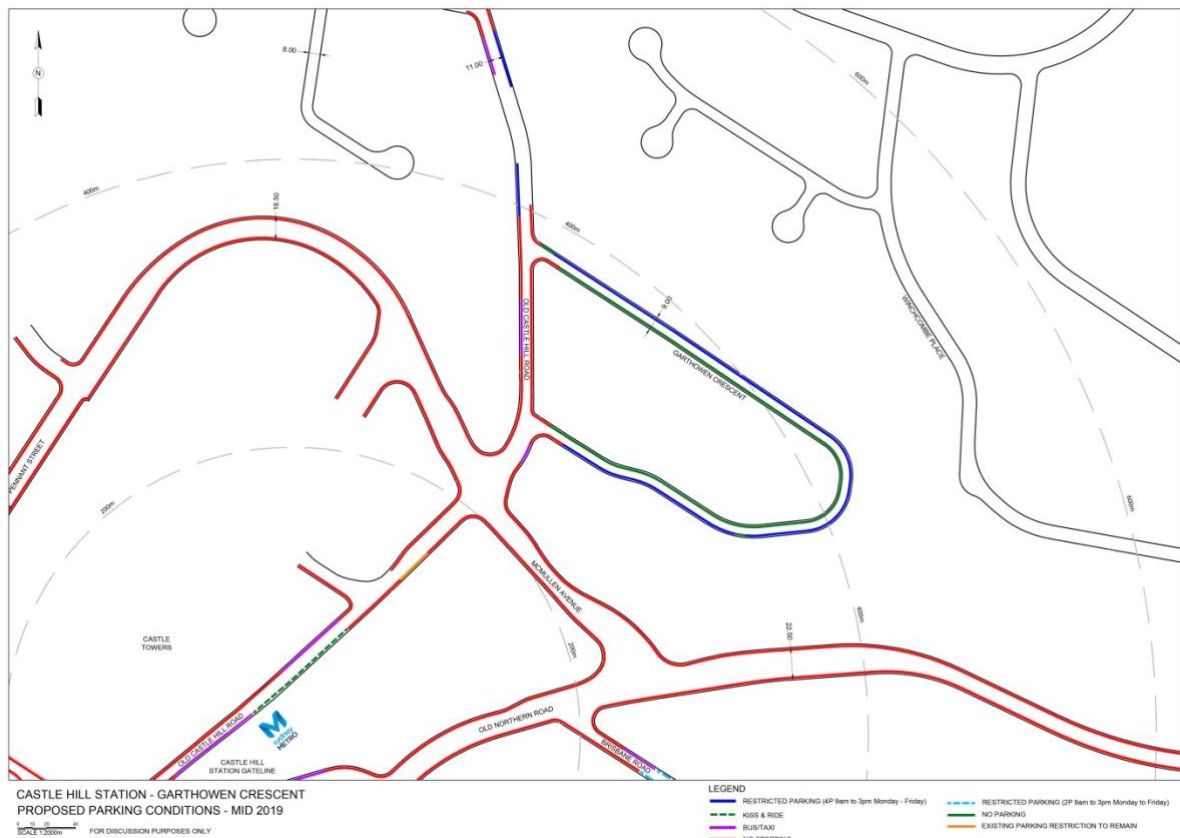 N
8.00
11.00
600m
400m
16.50
400m
9.00
OLD CASTLE HILL ROAD
GARTHOWEN CRESCENT
WINCHCOMBE PLACE
PENNANT STREET
200m
600m
MCMULLEN AVENUE
400m
22.50
200m
CASTLE
TOWERS
OLD CASTLE HILL ROAD
M
sydney
METRO
OLD NORTHERN ROAD
BRISBANE ROAD
CASTLE HILL
STATION GATELINE
CASTLE HILL STATION - GARTHOWEN CRESCENT
PROPOSED PARKING CONDITIONS - MID 2019
SCALE 1:2000m
FOR DISCUSSION PURPOSES ONLY
LEGEND
RESTRICTED PARKING (4P 9am to 3pm Monday - Friday)
KISS & RIDE
BUS/TAXI
NO STOPPING
RESTRICTED PARKING (2P 9am to 3pm Monday to Friday)
NO PARKING
EXISTING PARKING RESTRICTION TO REMAIN